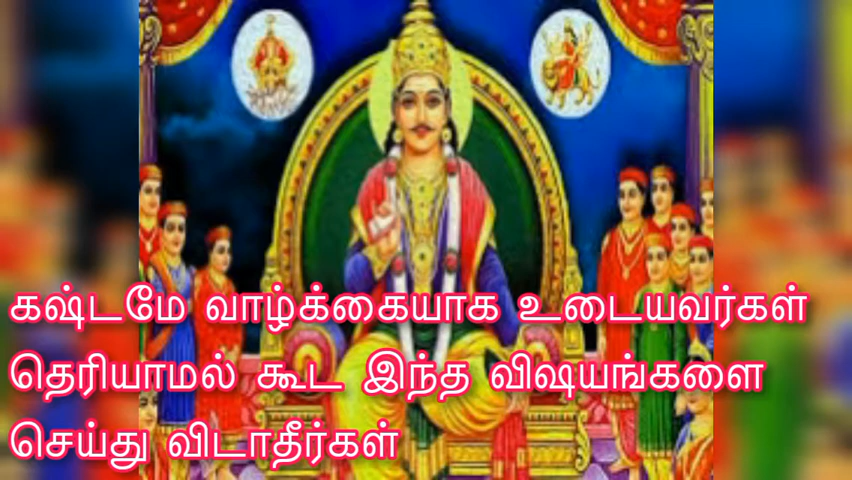 கஷ்டமே வாழ்க்கையாக உடையவர்கள்
தெரியாமல் கூட இந்த விஷயங்களை
செய்து விடாதீர்கள்